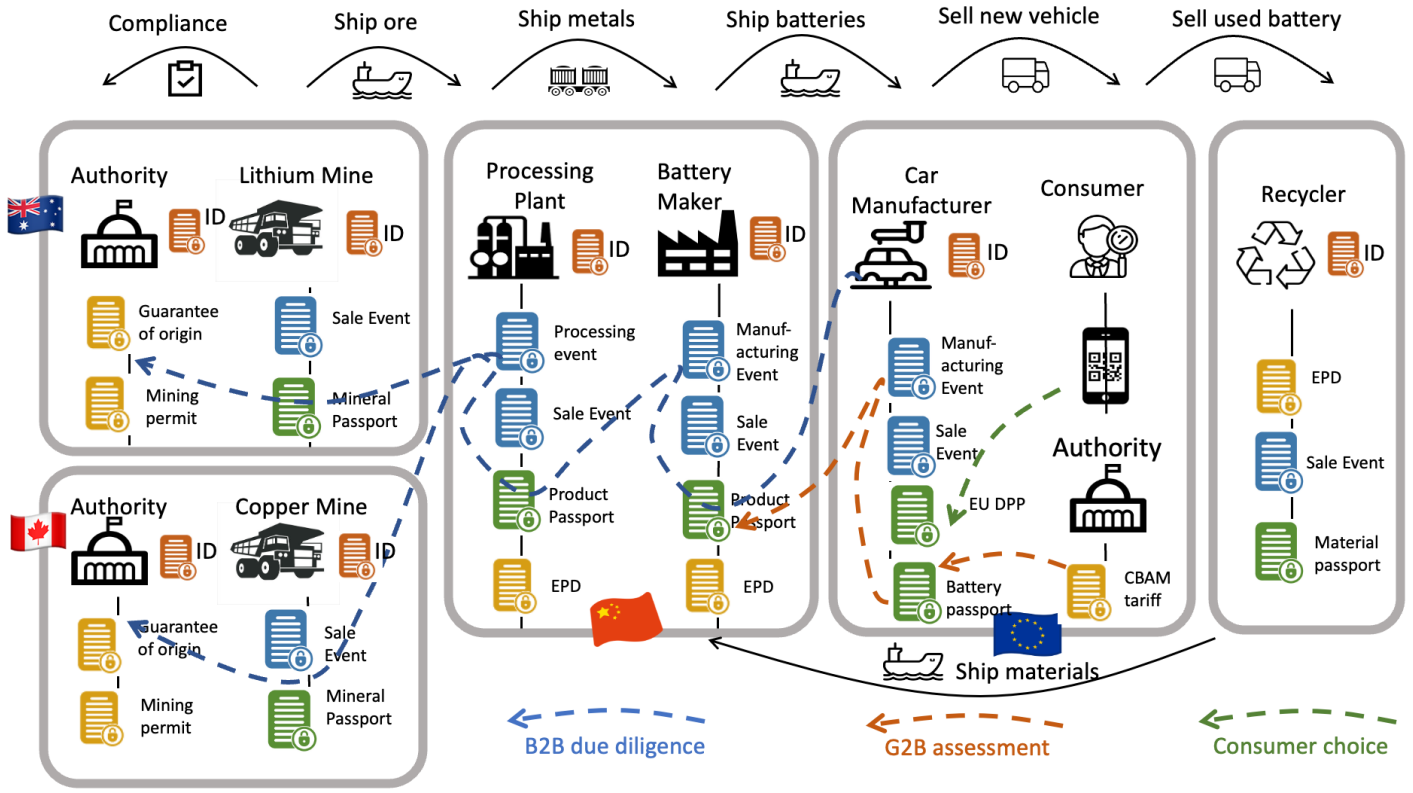 Compliance
Ship ore
Ship metals
Ship batteries
Sell new vehicle
Sell used battery
Authority
ID
Lithium Mine
ID
Guarantee
of origin
Sale Event
Mining
permit
Mineral
Passport
Authority
ID
Copper Mine
ID
Guarantee
of origin
Sale
Event
Mining
permit
Mineral
Passport
Processing
Plant
ID
Battery
Maker
ID
Processing
event
Manuf-
acturing
Event
Sale Event
Sale
Event
Product
Passport
Product
Passport
EPD
EPD
Car
Manufacturer
ID
Consumer
Manuf-
acturing
Event
Sale
Event
Authority
EU DPP
Battery
passport
CBAM
tariff
Recycler
ID
EPD
Sale Event
Material
passport
Ship materials
B2B due diligence
G2B assessment
Consumer choice